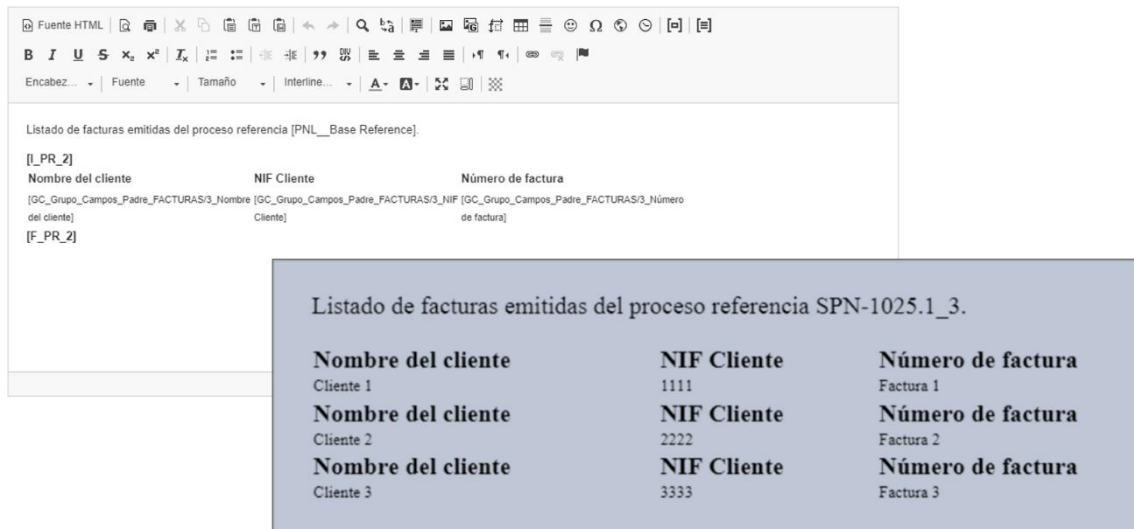 Fuente HTML
B I U S x₂ x² Iₓ
Encabez... Fuente Tamaño Interline... A A
Listado de facturas emitidas del proceso referencia [PNL__Base Reference].
[I_PR_2]
Nombre del cliente NIF Cliente Número de factura
[GC_Grupo_Campos_Padre_FACTURAS/3_Nombre [GC_Grupo_Campos_Padre_FACTURAS/3_NIF [GC_Grupo_Campos_Padre_FACTURAS/3_Número
del cliente] Cliente] de factura]
[F_PR_2]
Listado de facturas emitidas del proceso referencia SPN-1025.1_3.
Nombre del cliente NIF Cliente Número de factura
Cliente 1 1111 Factura 1
Nombre del cliente NIF Cliente Número de factura
Cliente 2 2222 Factura 2
Nombre del cliente NIF Cliente Número de factura
Cliente 3 3333 Factura 3